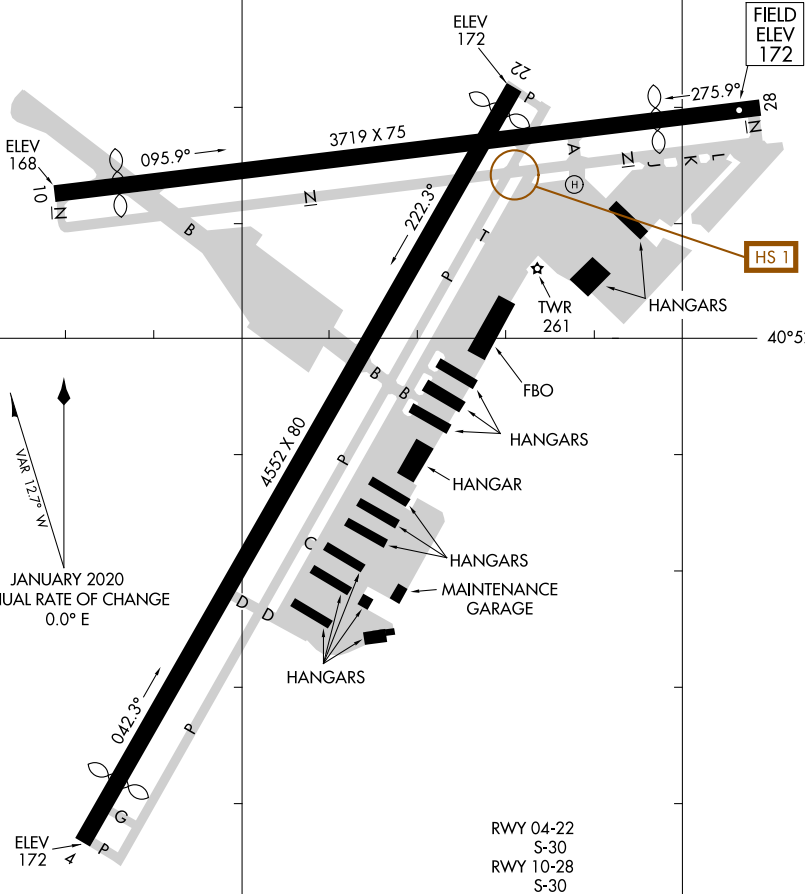 FIELD
ELEV
172
ELEV
172
22
P
275.9°
28
N
3719 X 75
095.9°
ELEV
168
10
N
A
N
J
K
L
H
N
B
222.3°
T
P
HS 1
TWR
261
HANGARS
40°52
FBO
B
B
HANGARS
4552 X 80
P
HANGAR
VAR 12.7° W
C
HANGARS
JANUARY 2020
NUAL RATE OF CHANGE
0.0° E
MAINTENANCE
GARAGE
D
D
HANGARS
042.3°
P
G
ELEV
172
4
P
RWY 04-22
S-30
RWY 10-28
S-30